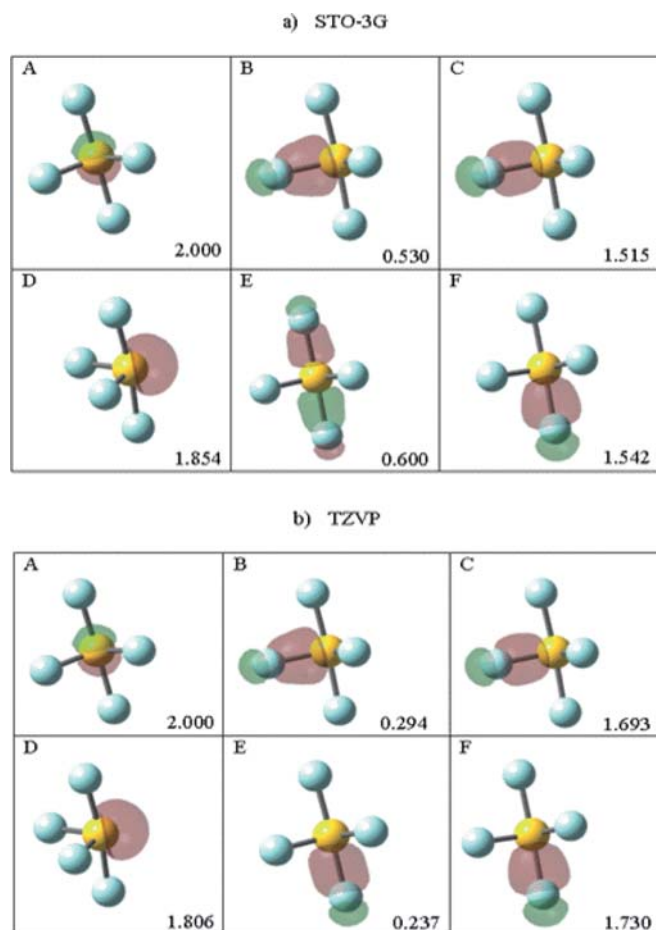 a) STO-3G
A B C
2.000 0.530 1.515
D E F
1.854 0.600 1.542
b) TZVP
A B C
2.000 0.294 1.693
D E F
1.806 0.237 1.730